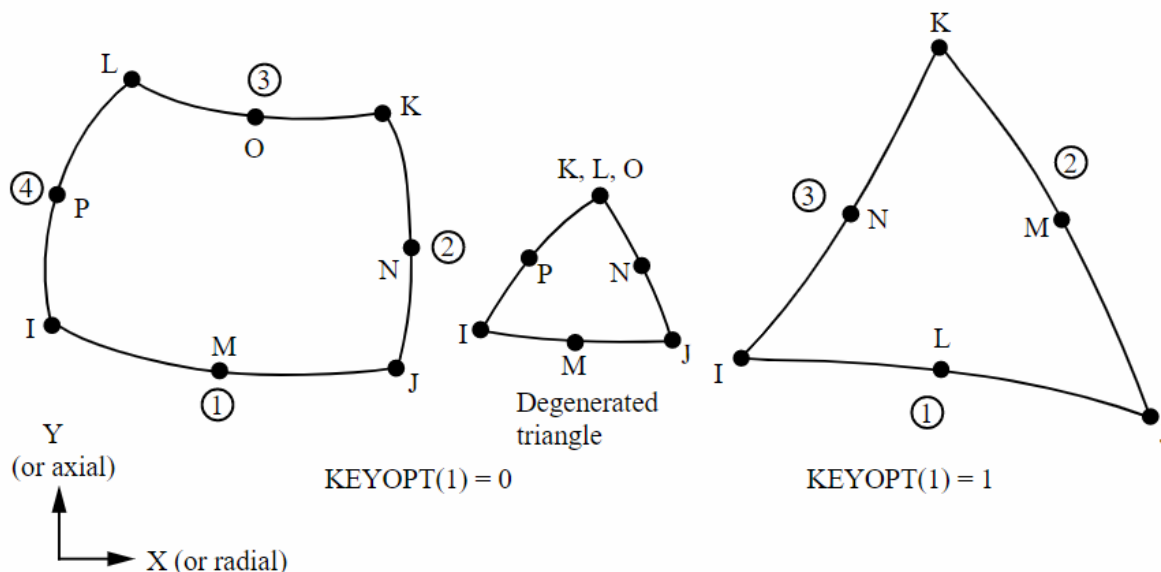 L
③
K
O
④
P
N
②
I
M
J
①
K, L, O
P
N
I
M
J
Degenerated
triangle
K
③
N
②
M
I
L
①
Y
(or axial)
X (or radial)
KEYOPT(1) = 0
KEYOPT(1) = 1